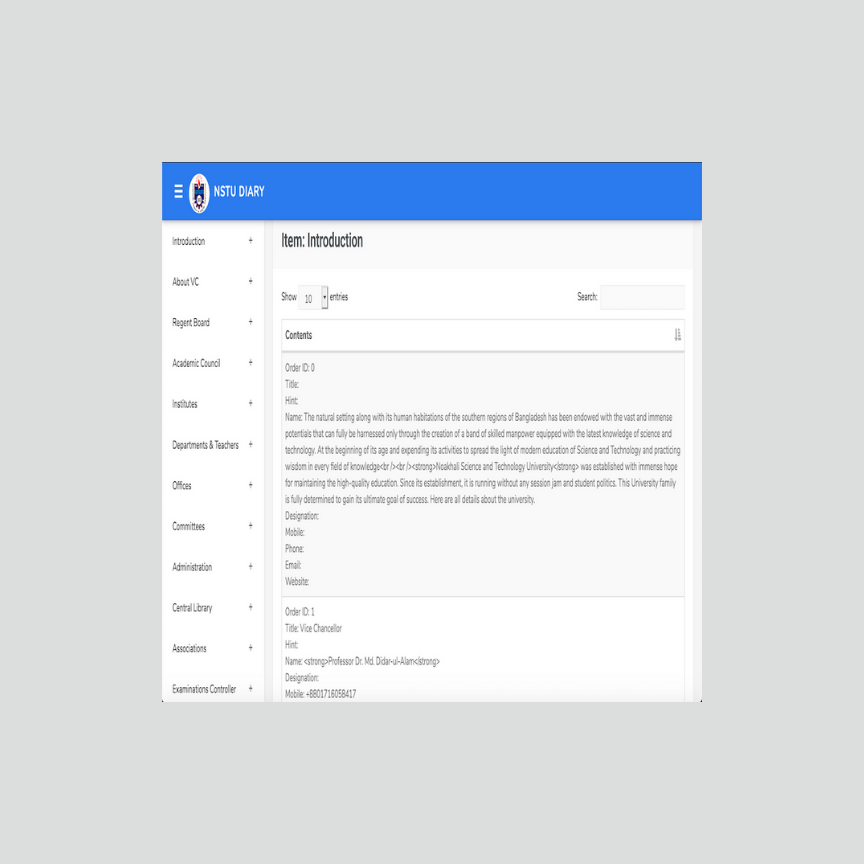 NSTU DIARY
Introduction +
About VC +
Regent Board +
Academic Council +
Institutes +
Departments & Teachers +
Offices +
Committees +
Administration +
Central Library +
Associations +
Examinations Controller +
Item: Introduction
Show 10 entries
Search:
Contents
Order ID: 0
Title:
Hint:
Name: The natural setting along with its human habitations of the southern regions of Bangladesh has been endowed with the vast and immense
potentials that can fully be harnessed only through the creation of a band of skilled manpower equipped with the latest knowledge of science and
technology. At the beginning of its age and expending its activities to spread the light of modern education of Science and Technology and practicing
wisdom in every field of knowledge<br /><br /><strong>Noakhali Science and Technology University</strong> was established with immense hope
for maintaining the high-quality education. Since its establishment, it is running without any session jam and student politics. This University family
is fully determined to gain its ultimate goal of success. Here are all details about the university.
Designation:
Mobile:
Phone:
Email:
Website:
Order ID: 1
Title: Vice Chancellor
Hint:
Name: <strong>Professor Dr. Md. Didar-ul-Alam</strong>
Designation:
Mobile: +8801716058417